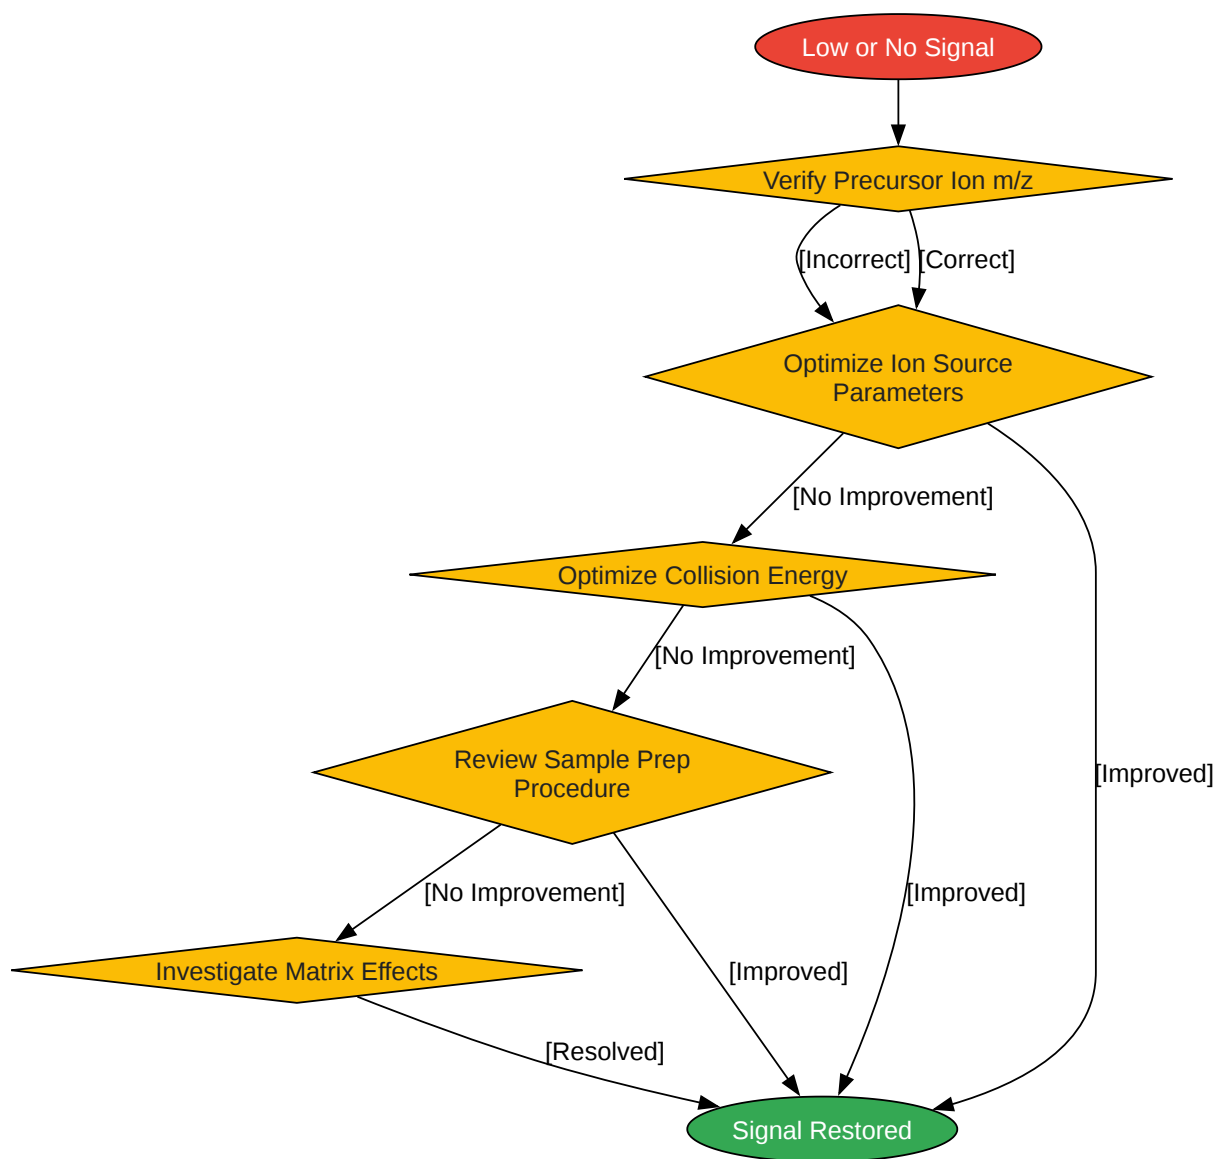 Low or No Signal
Verify Precursor Ion m/z
[Incorrect]
[Correct]
Optimize Ion Source
Parameters
[No Improvement]
Optimize Collision Energy
[No Improvement]
Review Sample Prep
Procedure
[Improved]
[No Improvement]
[Improved]
Investigate Matrix Effects
[Improved]
[Resolved]
Signal Restored